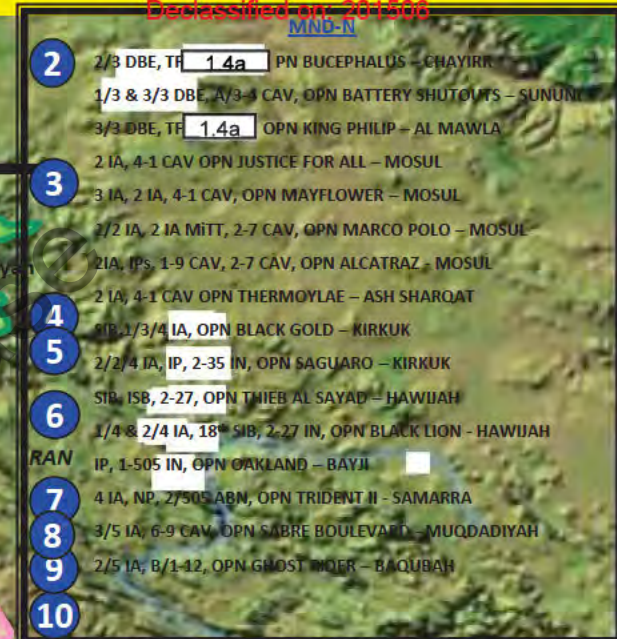 Declassified on: 201506
MND-N
2 2/3 DBE, TF 1.4a PN BUCEPHALUS – CHAYIRR
1/3 & 3/3 DBE, A/3-4 CAV, OPN BATTERY SHUTOUTS – SUNUNI
3/3 DBE, TF 1.4a OPN KING PHILIP – AL MAWLA
2 IA, 4-1 CAV OPN JUSTICE FOR ALL – MOSUL
3 3 IA, 2 IA, 4-1 CAV, OPN MAYFLOWER – MOSUL
2/2 IA, 2 IA MiTT, 2-7 CAV, OPN MARCO POLO – MOSUL
2IA, IPs, 1-9 CAV, 2-7 CAV, OPN ALCATRAZ - MOSUL
2 IA, 4-1 CAV OPN THERMOYLAE – ASH SHARQAT
4 SIB,1/3/4 IA, OPN BLACK GOLD – KIRKUK
5 2/2/4 IA, IP, 2-35 IN, OPN SAGUARO – KIRKUK
SIB, ISB, 2-27, OPN THIEB AL SAYAD – HAWIJAH
6 1/4 & 2/4 IA, 18th SIB, 2-27 IN, OPN BLACK LION - HAWIJAH
RAN IP, 1-505 IN, OPN OAKLAND – BAYJI
7 4 IA, NP, 2/505 ABN, OPN TRIDENT II - SAMARRA
8 3/5 IA, 6-9 CAV, OPN SABRE BOULEVARD – MUQDADIYAH
9 2/5 IA, B/1-12, OPN GHOST RIDER – BAQUBAH
10